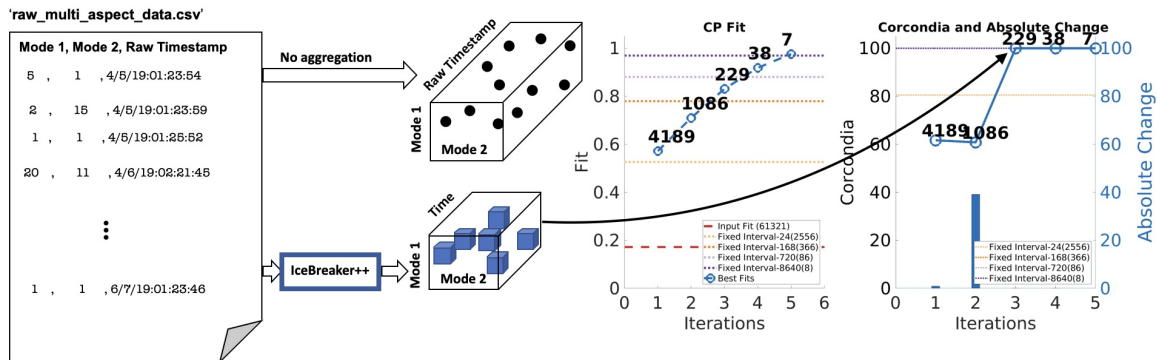 'raw_multi_aspect_data.csv'
Mode 1, Mode 2, Raw Timestamp
5 , 1 , 4/5/19:01:23:54
2 , 15 , 4/5/19:01:23:59
1 , 1 , 4/5/19:01:25:52
20 , 11 , 4/6/19:02:21:45
1 , 1 , 6/7/19:01:23:46
No aggregation
IceBreaker++
Raw Timestamp
Mode 1
Mode 2
Time
Mode 1
Mode 2
CP Fit
1
0.8
0.6
0.4
0.2
0
Fit
4189
1086
229
38
7
Input Fit (61321)
Fixed Interval-24(2556)
Fixed Interval-168(366)
Fixed Interval-720(86)
Fixed Interval-8640(8)
Best Fits
0 1 2 3 4 5 6
Iterations
Corcondia and Absolute Change
100
80
60
40
20
0
Corcondia
4189
1086
229
38
7
Fixed Interval-24(2556)
Fixed Interval-168(366)
Fixed Interval-720(86)
Fixed Interval-8640(8)
0 1 2 3 4 5
Iterations
100
80
60
40
20
0
Absolute Change